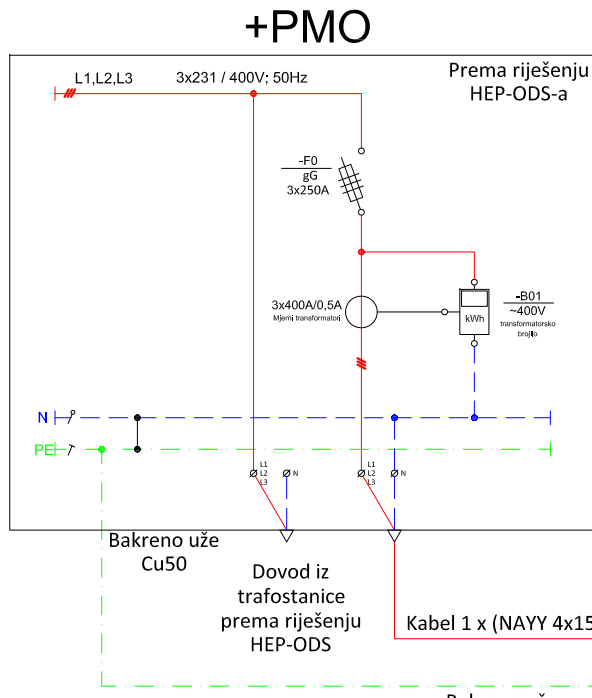 +PMO
Prema riješenju
HEP-ODS-a
L1,L2,L3
3x231 / 400V; 50Hz
-F0
gG
3x250A
3x400A/0,5A
Mjerni transformatori
kWh
-B01
~400V
transformatorsko
brojilo
N
PE
L1
L2
L3
N
L1
L2
L3
N
Bakreno uže
Cu50
Dovod iz
trafostanice
prema riješenju
HEP-ODS
Kabel 1 x (NAYY 4x15